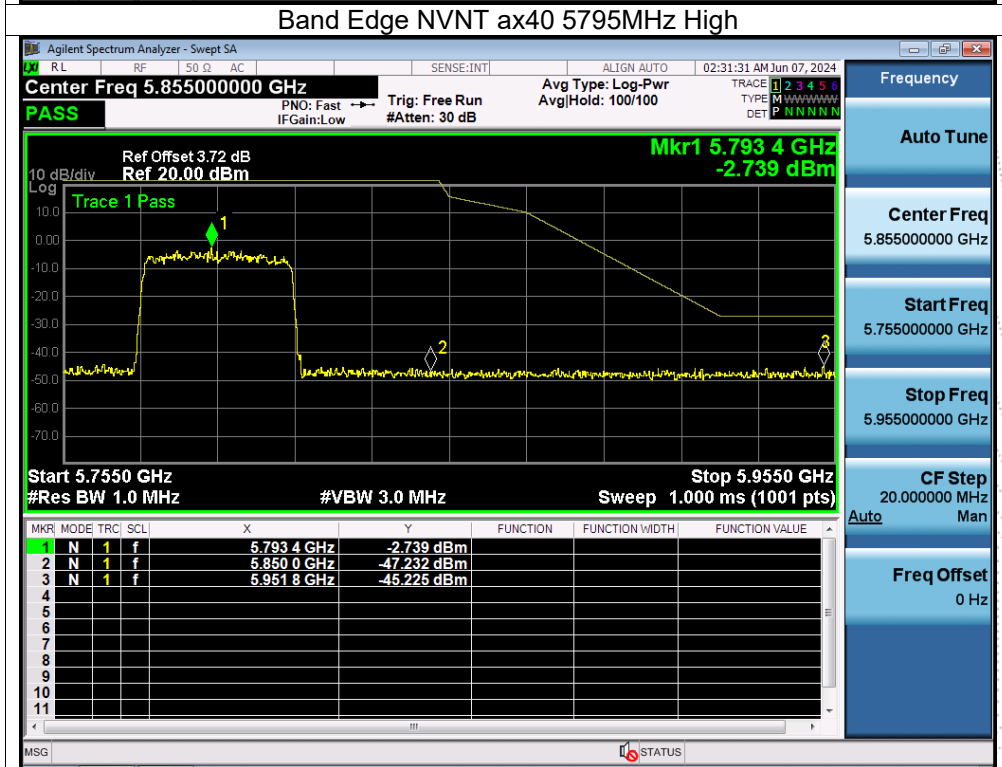 Band Edge NVNT ax40 5795MHz High
Agilent Spectrum Analyzer - Swept SA
LXI RL RF 50 Ω AC SENSE:INT ALIGN AUTO 02:31:31 AM Jun 07, 2024
Center Freq 5.855000000 GHz
PASS
PNO: Fast
IFGain:Low
Trig: Free Run
#Atten: 30 dB
Avg Type: Log-Pwr
Avg|Hold: 100/100
TRACE 1 2 3 4 5 6
TYPE M W W W W W
DET P N N N N N
Mkr1 5.793 4 GHz
-2.739 dBm
Ref Offset 3.72 dB
10 dB/div Ref 20.00 dBm
Log
Trace 1 Pass
10.0
0.00
-10.0
-20.0
-30.0
-40.0
-50.0
-60.0
-70.0
1
2
3
Start 5.7550 GHz Stop 5.9550 GHz
#Res BW 1.0 MHz #VBW 3.0 MHz Sweep 1.000 ms (1001 pts)
MKR MODE TRC SCL X Y FUNCTION FUNCTION WIDTH FUNCTION VALUE
1 N 1 f 5.793 4 GHz -2.739 dBm
2 N 1 f 5.850 0 GHz -47.232 dBm
3 N 1 f 5.951 8 GHz -45.225 dBm
4
5
6
7
8
9
10
11
MSG STATUS
Frequency
Auto Tune
Center Freq
5.855000000 GHz
Start Freq
5.755000000 GHz
Stop Freq
5.955000000 GHz
CF Step
20.000000 MHz
Auto Man
Freq Offset
0 Hz